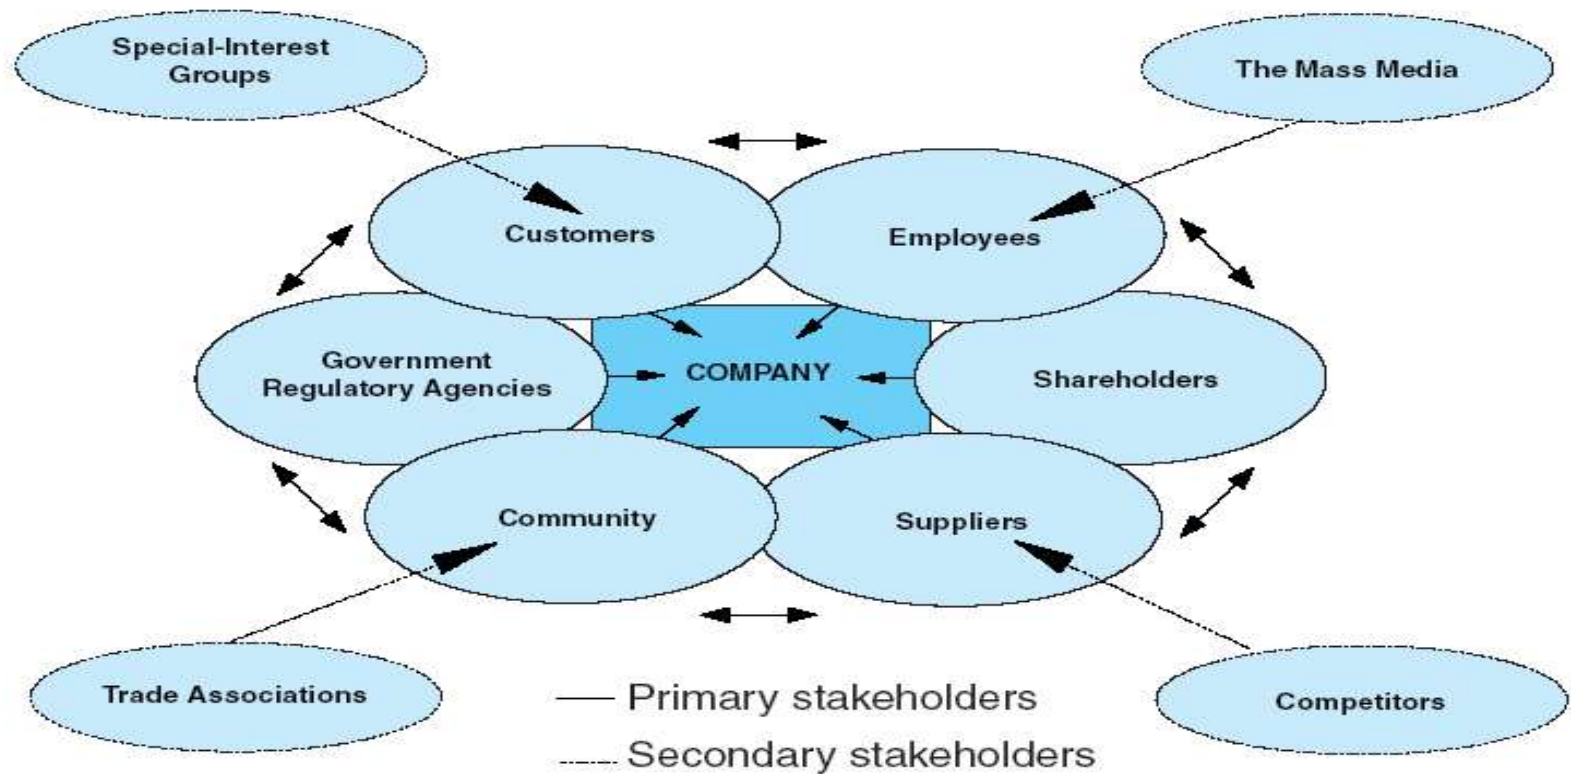 Special-Interest
Groups
The Mass Media
Customers
Employees
Government
Regulatory Agencies
COMPANY
Shareholders
Community
Suppliers
Trade Associations
Competitors
Primary stakeholders
Secondary stakeholders